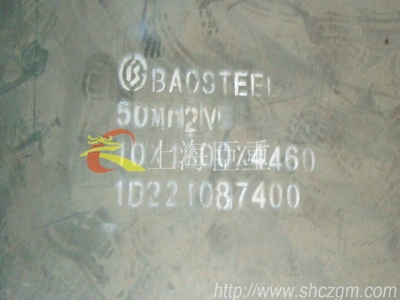 BAOSTEEL
50Mn2V
上海臣重
1D221087400
http://www.shczgm.com